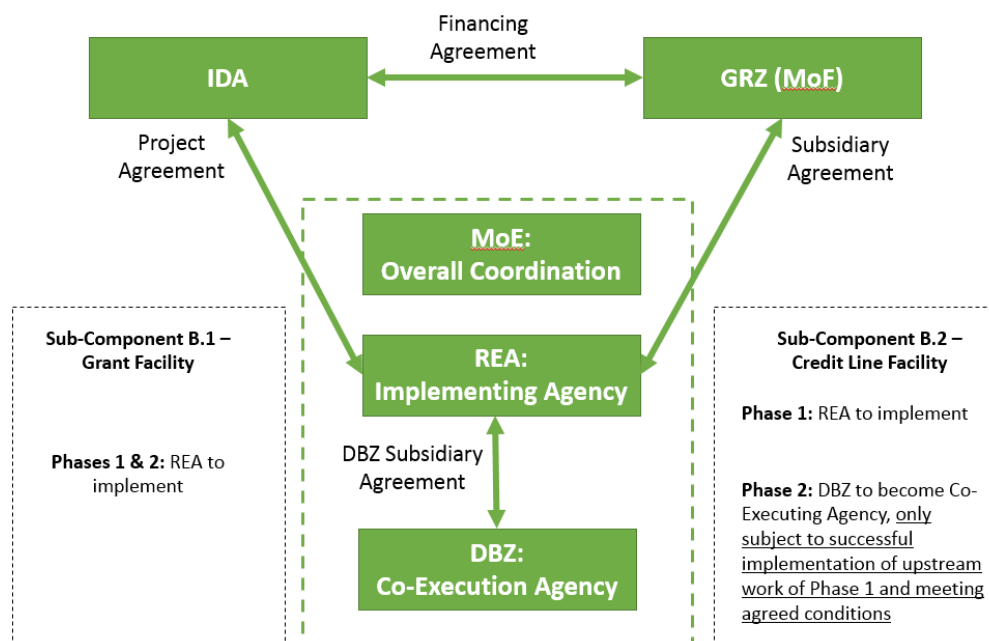 Financing
Agreement
IDA
GRZ (MoF)
Project
Agreement
Subsidiary
Agreement
MoE:
Overall Coordination
Sub-Component B.1 –
Grant Facility
Phases 1 & 2: REA to
implement
REA:
Implementing Agency
DBZ Subsidiary
Agreement
DBZ:
Co-Execution Agency
Sub-Component B.2 –
Credit Line Facility
Phase 1: REA to implement
Phase 2: DBZ to become Co-
Executing Agency, only
subject to successful
implementation of upstream
work of Phase 1 and meeting
agreed conditions